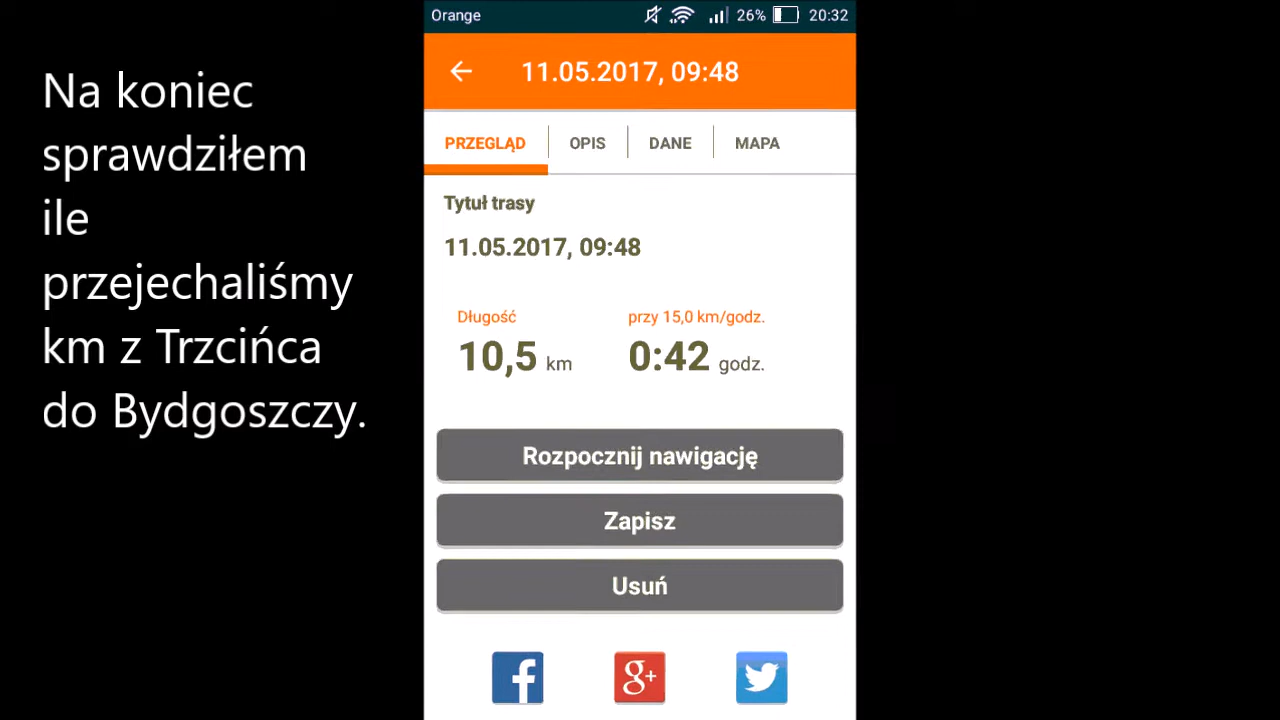 Na koniec
sprawdziłem
ile
przejechaliśmy
km z Trzcińca
do Bydgoszczy.
Orange 26% 20:32
11.05.2017, 09:48
PRZEGLĄD OPIS DANE MAPA
Tytuł trasy
11.05.2017, 09:48
Długość przy 15,0 km/godz.
10,5 km 0:42 godz.
Rozpocznij nawigację
Zapisz
Usuń
f g+